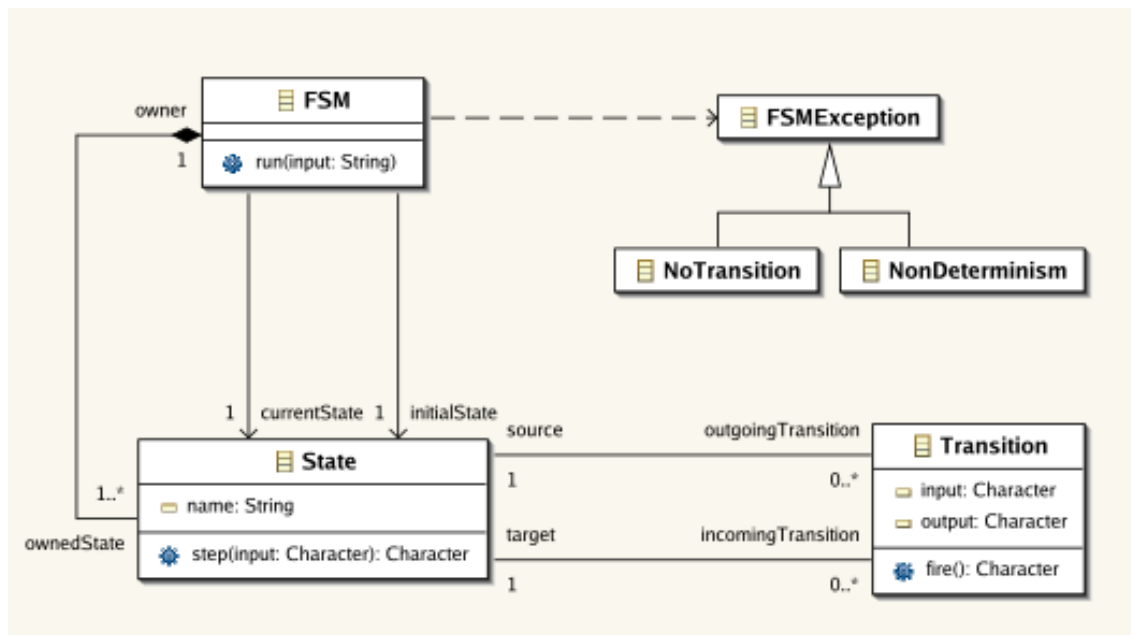 owner
1
FSM
run(input: String)
FSMException
NoTransition
NonDeterminism
1
currentState
1
initialState
1..*
ownedState
State
name: String
step(input: Character): Character
source
1
outgoingTransition
0..*
target
1
incomingTransition
0..*
Transition
input: Character
output: Character
fire(): Character